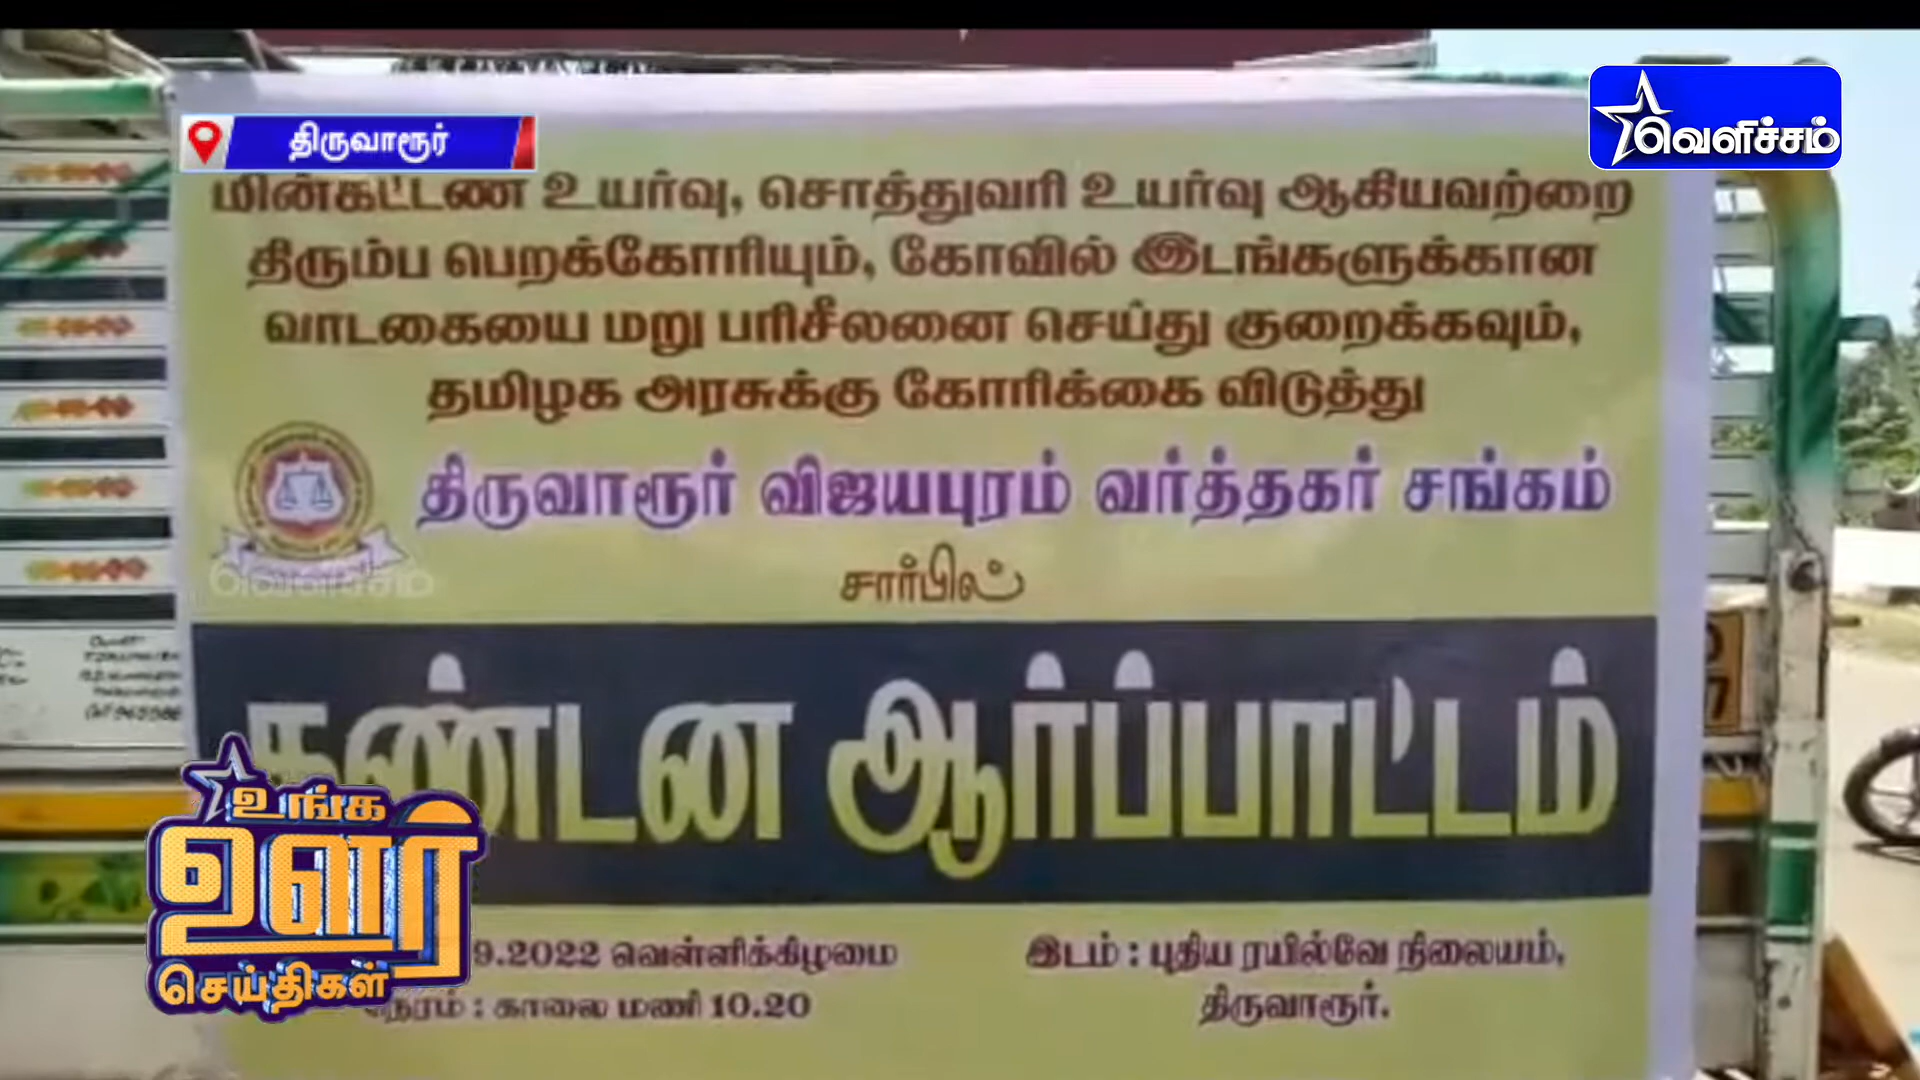 திருவாரூர்
வெளிச்சம்
மின்கட்டண உயர்வு, சொத்துவரி உயர்வு ஆகியவற்றை
திரும்ப பெறக்கோரியும், கோவில் இடங்களுக்கான
வாடகையை மறு பரிசீலனை செய்து குறைக்கவும்,
தமிழக அரசுக்கு கோரிக்கை விடுத்து
திருவாரூர் விஜயபுரம் வர்த்தகர் சங்கம்
வெளிச்சம்
சார்பில்
கண்டன ஆர்ப்பாட்டம்
உங்க
ஊர்
செய்திகள்
9.2022 வெள்ளிக்கிழமை
நேரம் : காலை மணி 10.20
இடம் : புதிய ரயில்வே நிலையம்,
திருவாரூர்.